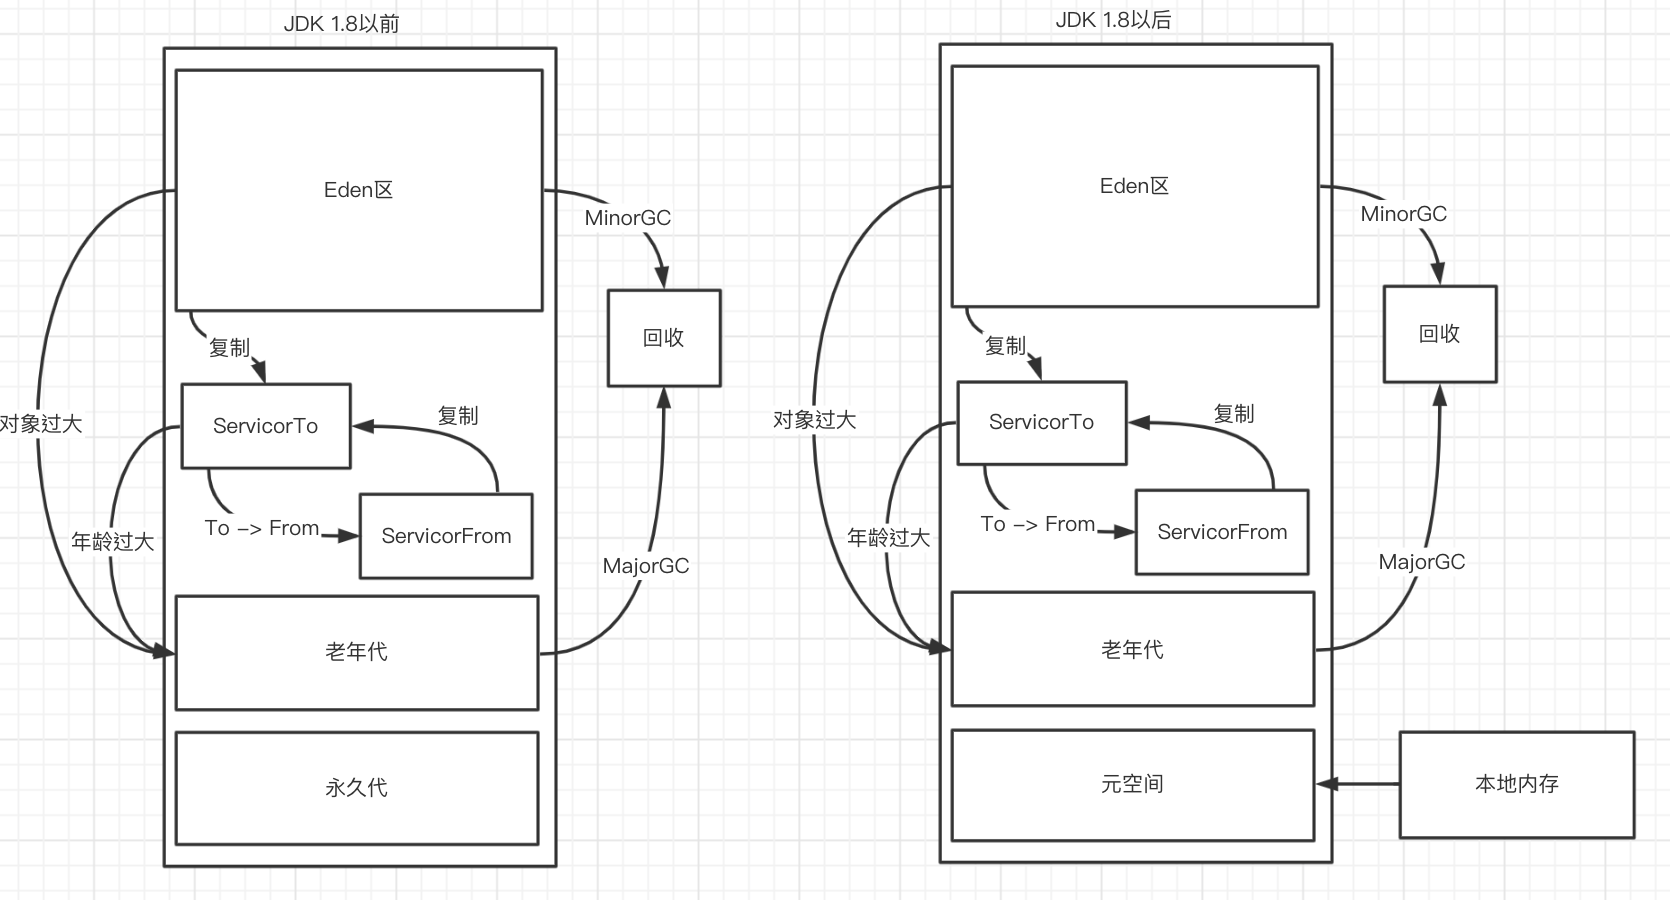 JDK 1.8以前
Eden区
MinorGC
回收
复制
对象过大
ServicorTo
复制
年龄过大
To -> From
ServicorFrom
MajorGC
老年代
永久代
JDK 1.8以后
Eden区
MinorGC
回收
复制
对象过大
ServicorTo
复制
年龄过大
To -> From
ServicorFrom
MajorGC
老年代
元空间
本地内存